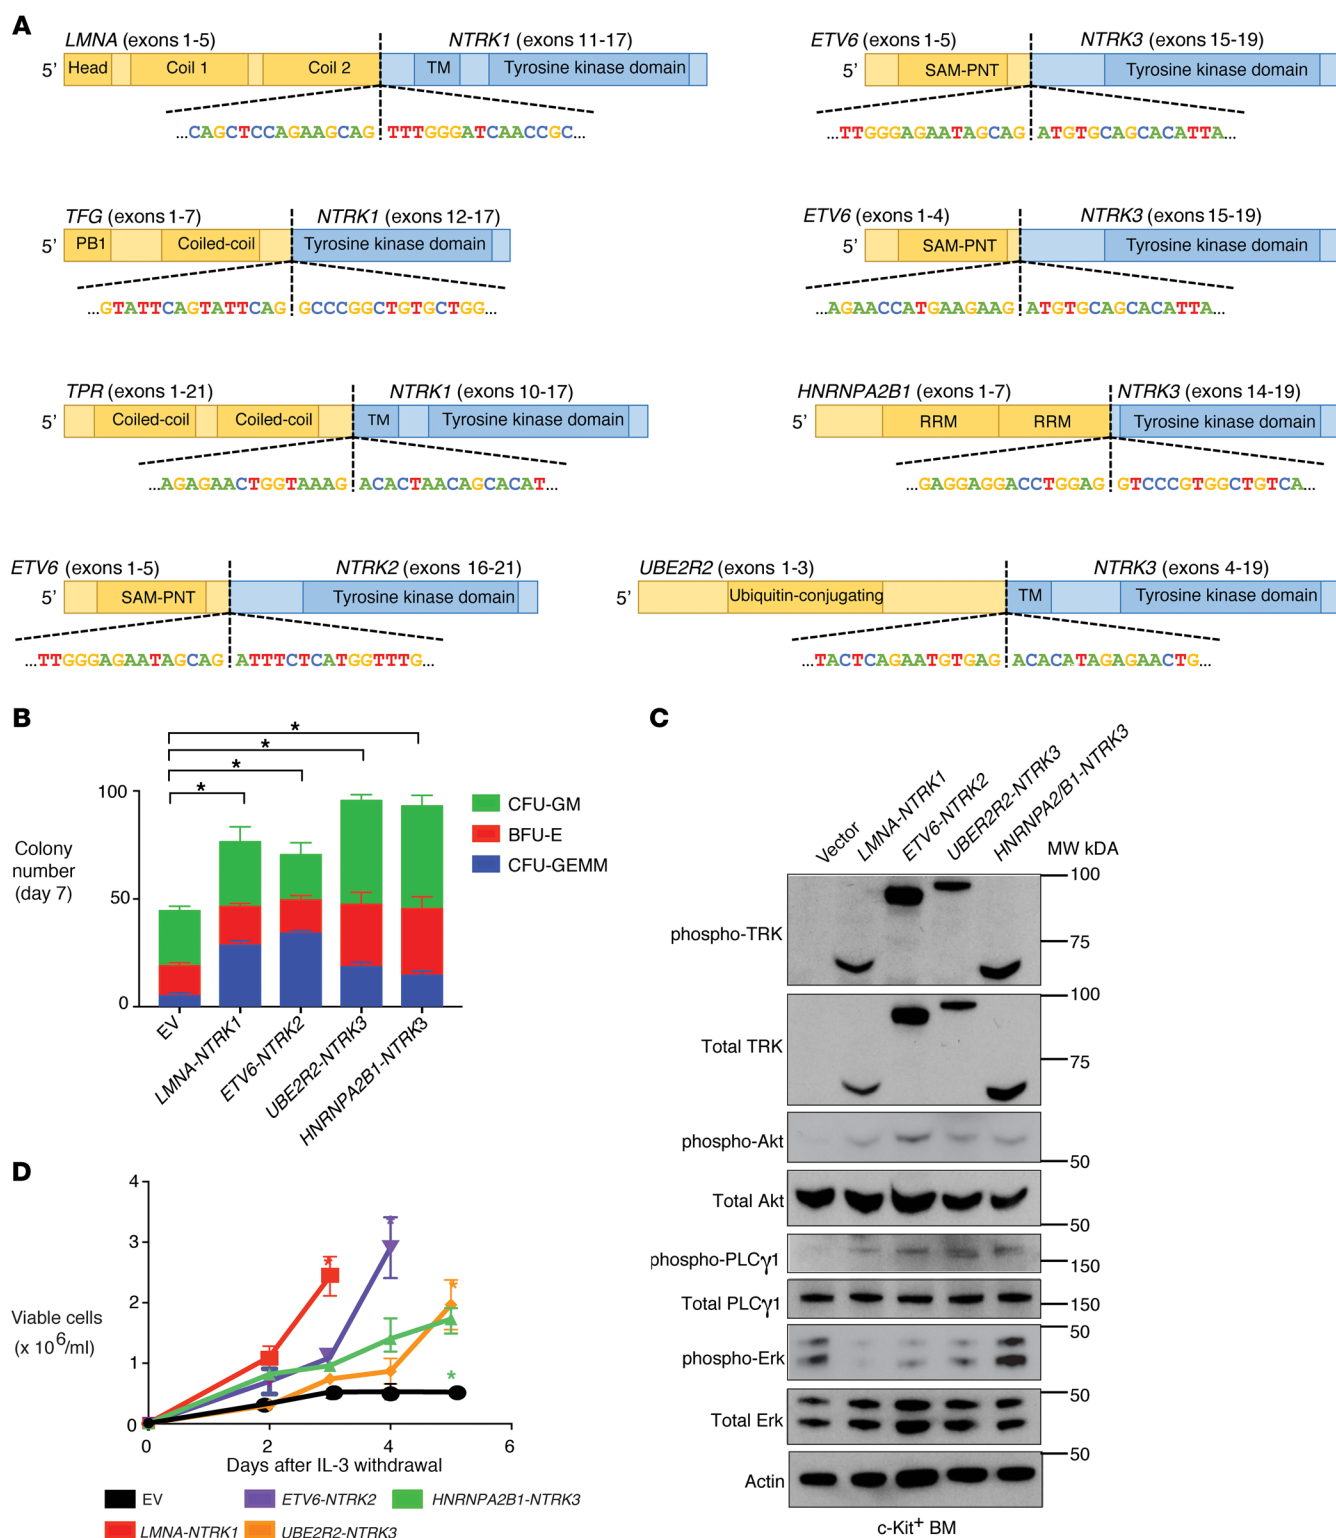 A
LMNA (exons 1-5) NTRK1 (exons 11-17)
5' Head Coil 1 Coil 2 TM Tyrosine kinase domain
...CAGCTCCAGAAGCAG TTTGGGATCAACCGC...
ETV6 (exons 1-5) NTRK3 (exons 15-19)
5' SAM-PNT Tyrosine kinase domain
...TTGGGAGAATAGCAG ATGTGCAGCACATTA...
TFG (exons 1-7) NTRK1 (exons 12-17)
5' PB1 Coiled-coil Tyrosine kinase domain
...GTATTCAGTATTCAG GCCCGGCTGTGCTGG...
ETV6 (exons 1-4) NTRK3 (exons 15-19)
5' SAM-PNT Tyrosine kinase domain
...AGAACCATGAAGAAG ATGTGCAGCACATTA...
TPR (exons 1-21) NTRK1 (exons 10-17)
5' Coiled-coil Coiled-coil TM Tyrosine kinase domain
...AGAGAACTGGTAAAG ACACTAACAGCACAT...
HNRNPA2B1 (exons 1-7) NTRK3 (exons 14-19)
5' RRM RRM Tyrosine kinase domain
...GAGGAGGACCTGGAG GTCCCGTGGCTGTCA...
ETV6 (exons 1-5) NTRK2 (exons 16-21)
5' SAM-PNT Tyrosine kinase domain
...TTGGGAGAATAGCAG ATTTCTCATGGTTTG...
UBE2R2 (exons 1-3) NTRK3 (exons 4-19)
5' Ubiquitin-conjugating TM Tyrosine kinase domain
...TACTCAGAATGTGAG ACACATAGAGAACTG...
B
*
*
*
*
100
50
0
Colony
number
(day 7)
CFU-GM
BFU-E
CFU-GEMM
EV
LMNA-NTRK1
ETV6-NTRK2
UBE2R2-NTRK3
HNRNPA2B1-NTRK3
C
Vector
LMNA-NTRK1
ETV6-NTRK2
UBER2R2-NTRK3
HNRNPA2/B1-NTRK3
MW kDA
phospho-TRK
100
75
Total TRK
100
75
phospho-Akt
50
Total Akt
50
phospho-PLCγ1
150
Total PLCγ1
150
phospho-Erk
50
Total Erk
50
Actin
50
c-Kit+ BM
D
4
3
2
1
0
Viable cells
(x 10^6/ml)
*
*
*
*
0 2 4 6
Days after IL-3 withdrawal
EV ETV6-NTRK2 HNRNPA2B1-NTRK3
LMNA-NTRK1 UBE2R2-NTRK3